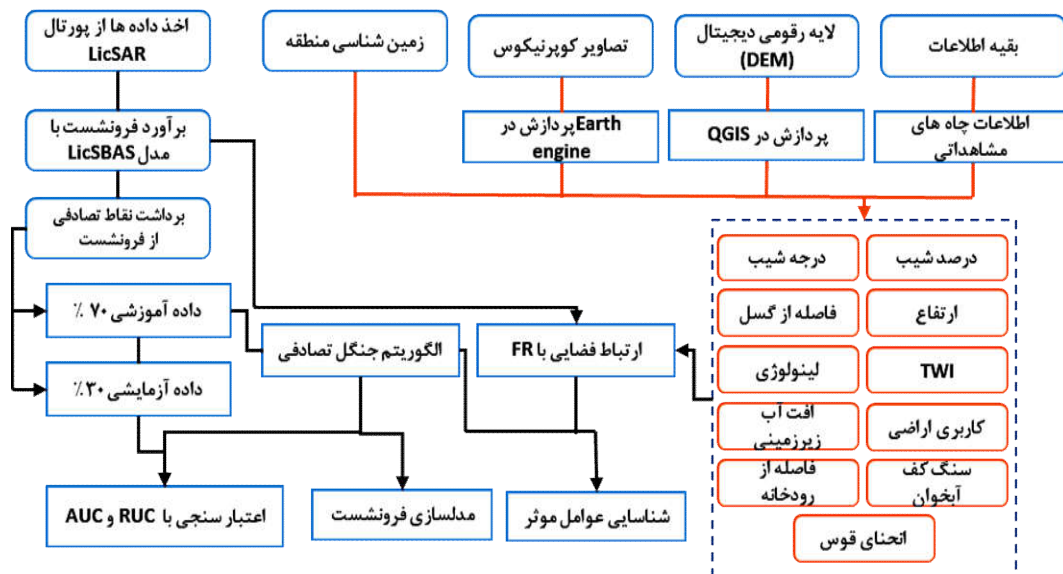 اخذ داده ها از پورتال
LicSAR
زمین شناسی منطقه
تصاویر کوپرنیکوس
لایه رقومی دیجیتال
(DEM)
بقیه اطلاعات
برآورد فرونشست با
مدل LicSBAS
پردازش در Earth
engine
پردازش در QGIS
اطلاعات چاه های
مشاهداتی
برداشت نقاط تصادفی
از فرونشست
درجه شیب
درصد شیب
داده آموزشی ۷۰ ٪
الگوریتم جنگل تصادفی
ارتباط فضایی با FR
فاصله از گسل
ارتفاع
داده آزمایشی ۳۰٪
لینولوژی
TWI
افت آب
زیرزمینی
کاربری اراضی
فاصله از
رودخانه
سنگ کف
آبخوان
اعتبار سنجی با RUC و AUC
مدلسازی فرونشست
شناسایی عوامل موثر
انحنای قوس